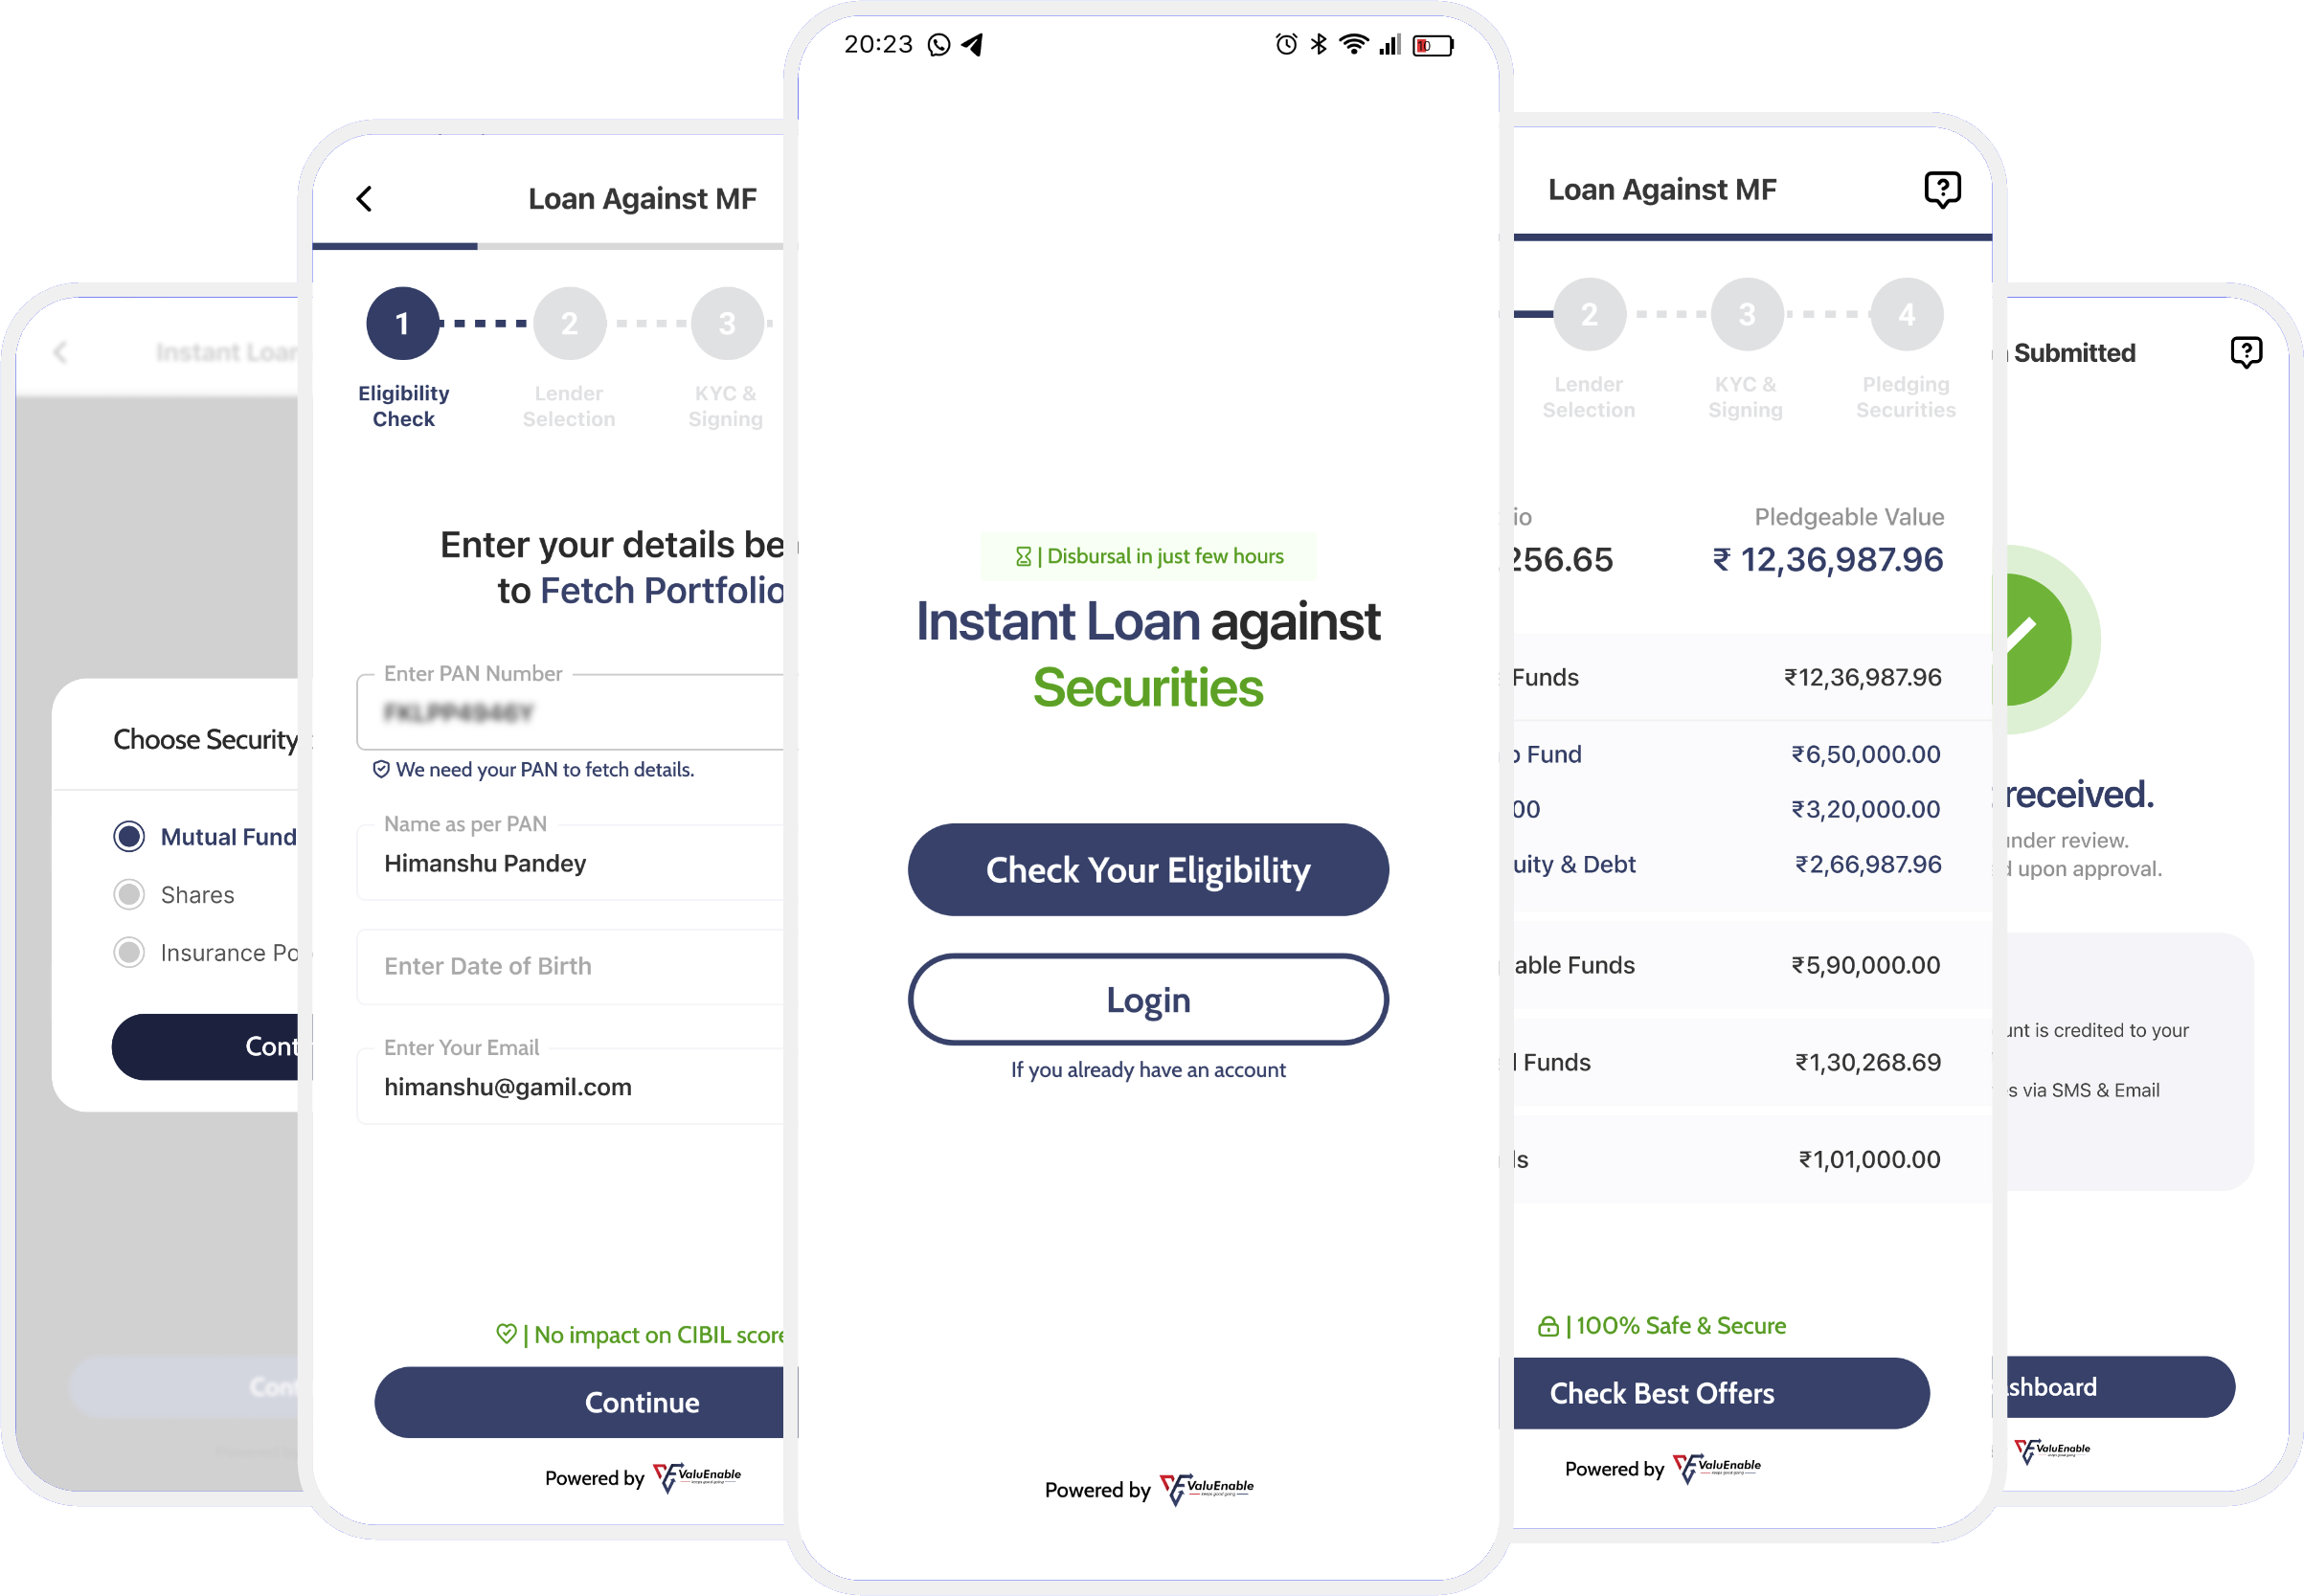 Instant Loan
Choose Security
Mutual Fund
Shares
Insurance Po
Cont
Cont
Loan Against MF
1
2
3
Eligibility
Check
Lender
Selection
KYC &
Signing
Enter your details be
to Fetch Portfolio
Enter PAN Number
We need your PAN to fetch details.
Name as per PAN
Himanshu Pandey
Enter Date of Birth
Enter Your Email
himanshu@gamil.com
| No impact on CIBIL score
Continue
Powered by ValuEnable
20:23
10
| Disbursal in just few hours
Instant Loan against
Securities
Check Your Eligibility
Login
If you already have an account
Powered by ValuEnable
Loan Against MF
2
3
4
Lender
Selection
KYC &
Signing
Pledging
Securities
io
Pledgeable Value
256.65
₹ 12,36,987.96
Funds
₹12,36,987.96
Fund
₹6,50,000.00
00
₹3,20,000.00
uity & Debt
₹2,66,987.96
able Funds
₹5,90,000.00
Funds
₹1,30,268.69
ls
₹1,01,000.00
| 100% Safe & Secure
Check Best Offers
Powered by ValuEnable
Submitted
received.
under review.
upon approval.
unt is credited to your
s via SMS & Email
shboard
ValuEnable